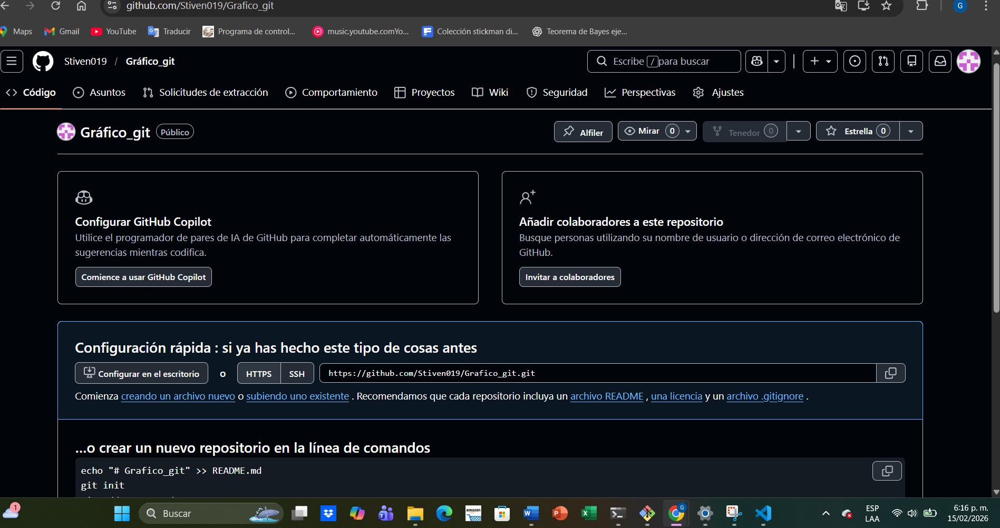 github.com/Stiven019/Grafico_git
G
Maps
Gmail
YouTube
Traducir
Programa de control...
music.youtube.comYo...
Colección stickman di...
Teorema de Bayes eje...
Stiven019 / Gráfico_git
Escribe / para buscar
Código
Asuntos
Solicitudes de extracción
Comportamiento
Proyectos
Wiki
Seguridad
Perspectivas
Ajustes
Gráfico_git Público
Alfiler
Mirar 0
Tenedor 0
Estrella 0
Configurar GitHub Copilot
Utilice el programador de pares de IA de GitHub para completar automáticamente las
sugerencias mientras codifica.
Comience a usar GitHub Copilot
Añadir colaboradores a este repositorio
Busque personas utilizando su nombre de usuario o dirección de correo electrónico de
GitHub.
Invitar a colaboradores
Configuración rápida : si ya has hecho este tipo de cosas antes
Configurar en el escritorio o HTTPS SSH https://github.com/Stiven019/Grafico_git.git
Comienza creando un archivo nuevo o subiendo uno existente . Recomendamos que cada repositorio incluya un archivo README , una licencia y un archivo .gitignore .
...o crear un nuevo repositorio en la línea de comandos
echo "# Grafico_git" >> README.md
git init
1
Buscar
amazon
ESP
LAA
6:16 p. m.
15/02/2026